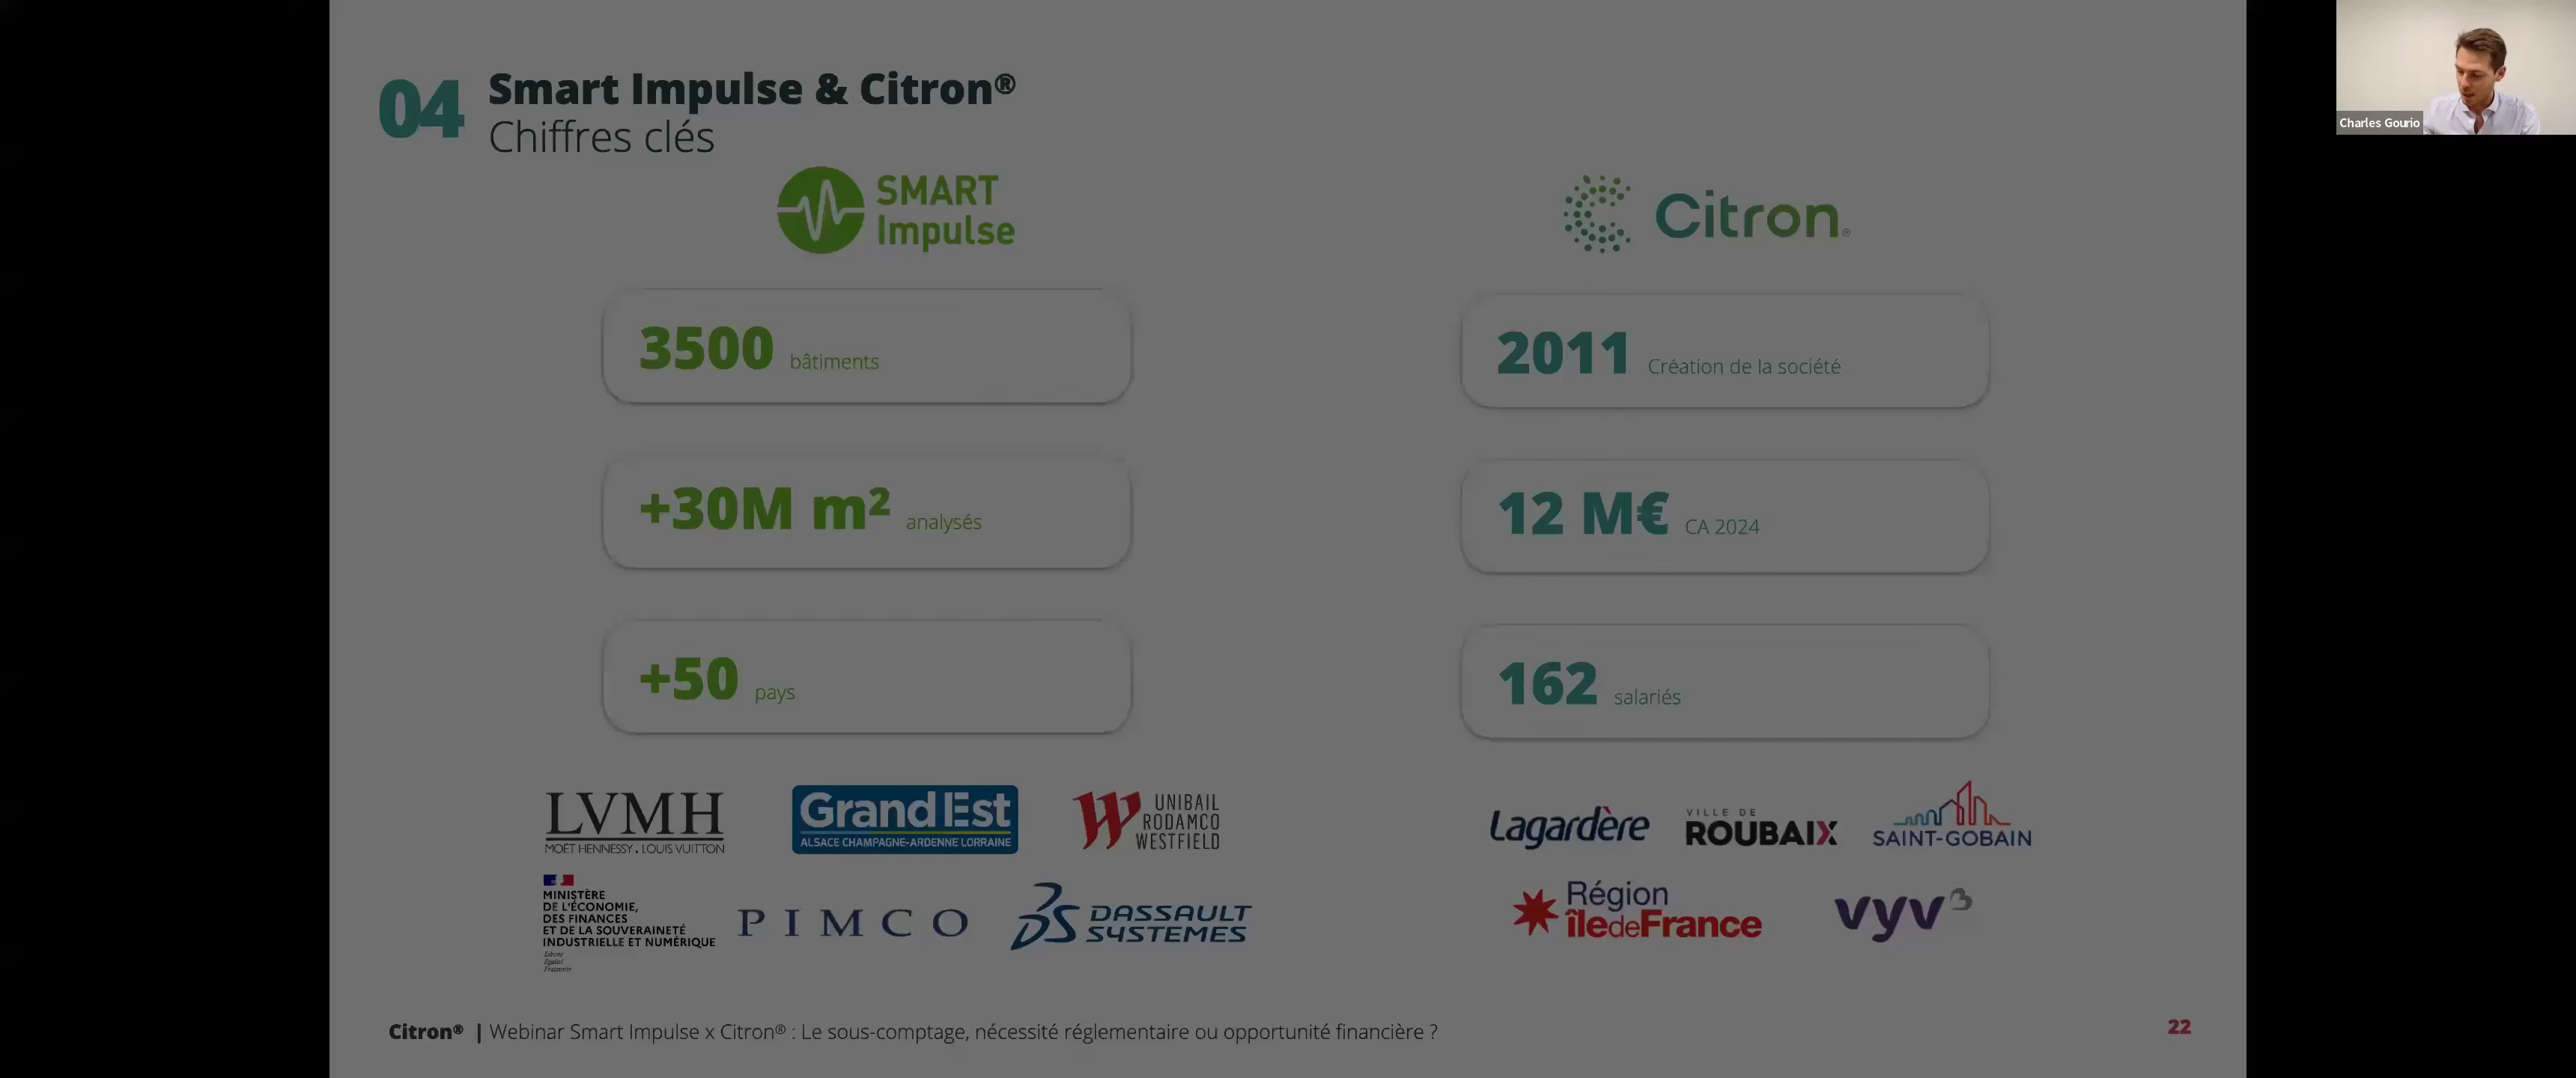 04
Smart Impulse & Citron®
Chiffres clés
SMART
Impulse
3500 bâtiments
+30M m² analysés
+50 pays
LVMH
MOËT HENNESSY . LOUIS VUITTON
Grand Est
ALSACE CHAMPAGNE-ARDENNE LORRAINE
UNIBAIL
RODAMCO
WESTFIELD
MINISTÈRE
DE L'ÉCONOMIE,
DES FINANCES
ET DE LA SOUVERAINETÉ
INDUSTRIELLE ET NUMÉRIQUE
Liberté
Égalité
Fraternité
PIMCO
DASSAULT
SYSTEMES
Citron®
2011 Création de la société
12 M€ CA 2024
162 salariés
Lagardère
VILLE DE
ROUBAIX
SAINT-GOBAIN
Région
îledeFrance
vyv3
Citron® | Webinar Smart Impulse x Citron® : Le sous-comptage, nécessité réglementaire ou opportunité financière ?
22
Charles Gourio